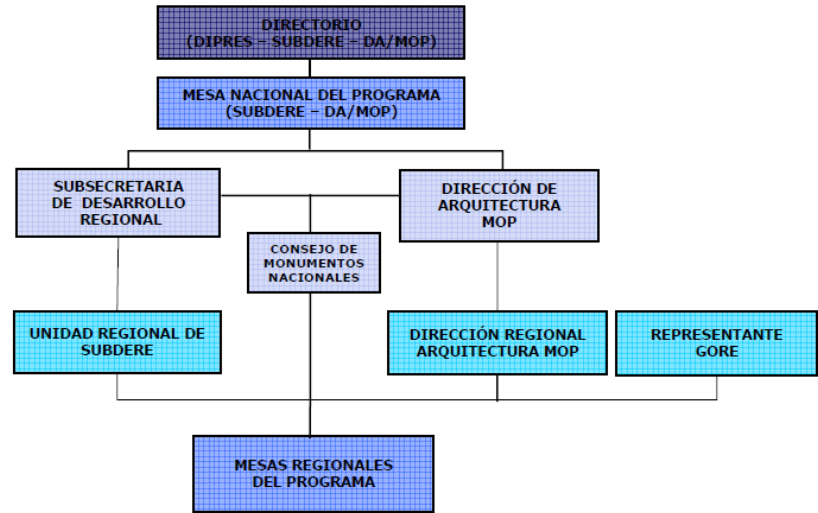 DIRECTORIO
(DIPRES – SUBDERE – DA/MOP)
MESA NACIONAL DEL PROGRAMA
(SUBDERE – DA/MOP)
SUBSECRETARIA
DE DESARROLLO
REGIONAL
DIRECCIÓN DE
ARQUITECTURA
MOP
CONSEJO DE
MONUMENTOS
NACIONALES
UNIDAD REGIONAL DE
SUBDERE
DIRECCIÓN REGIONAL
ARQUITECTURA MOP
REPRESENTANTE
GORE
MESAS REGIONALES
DEL PROGRAMA